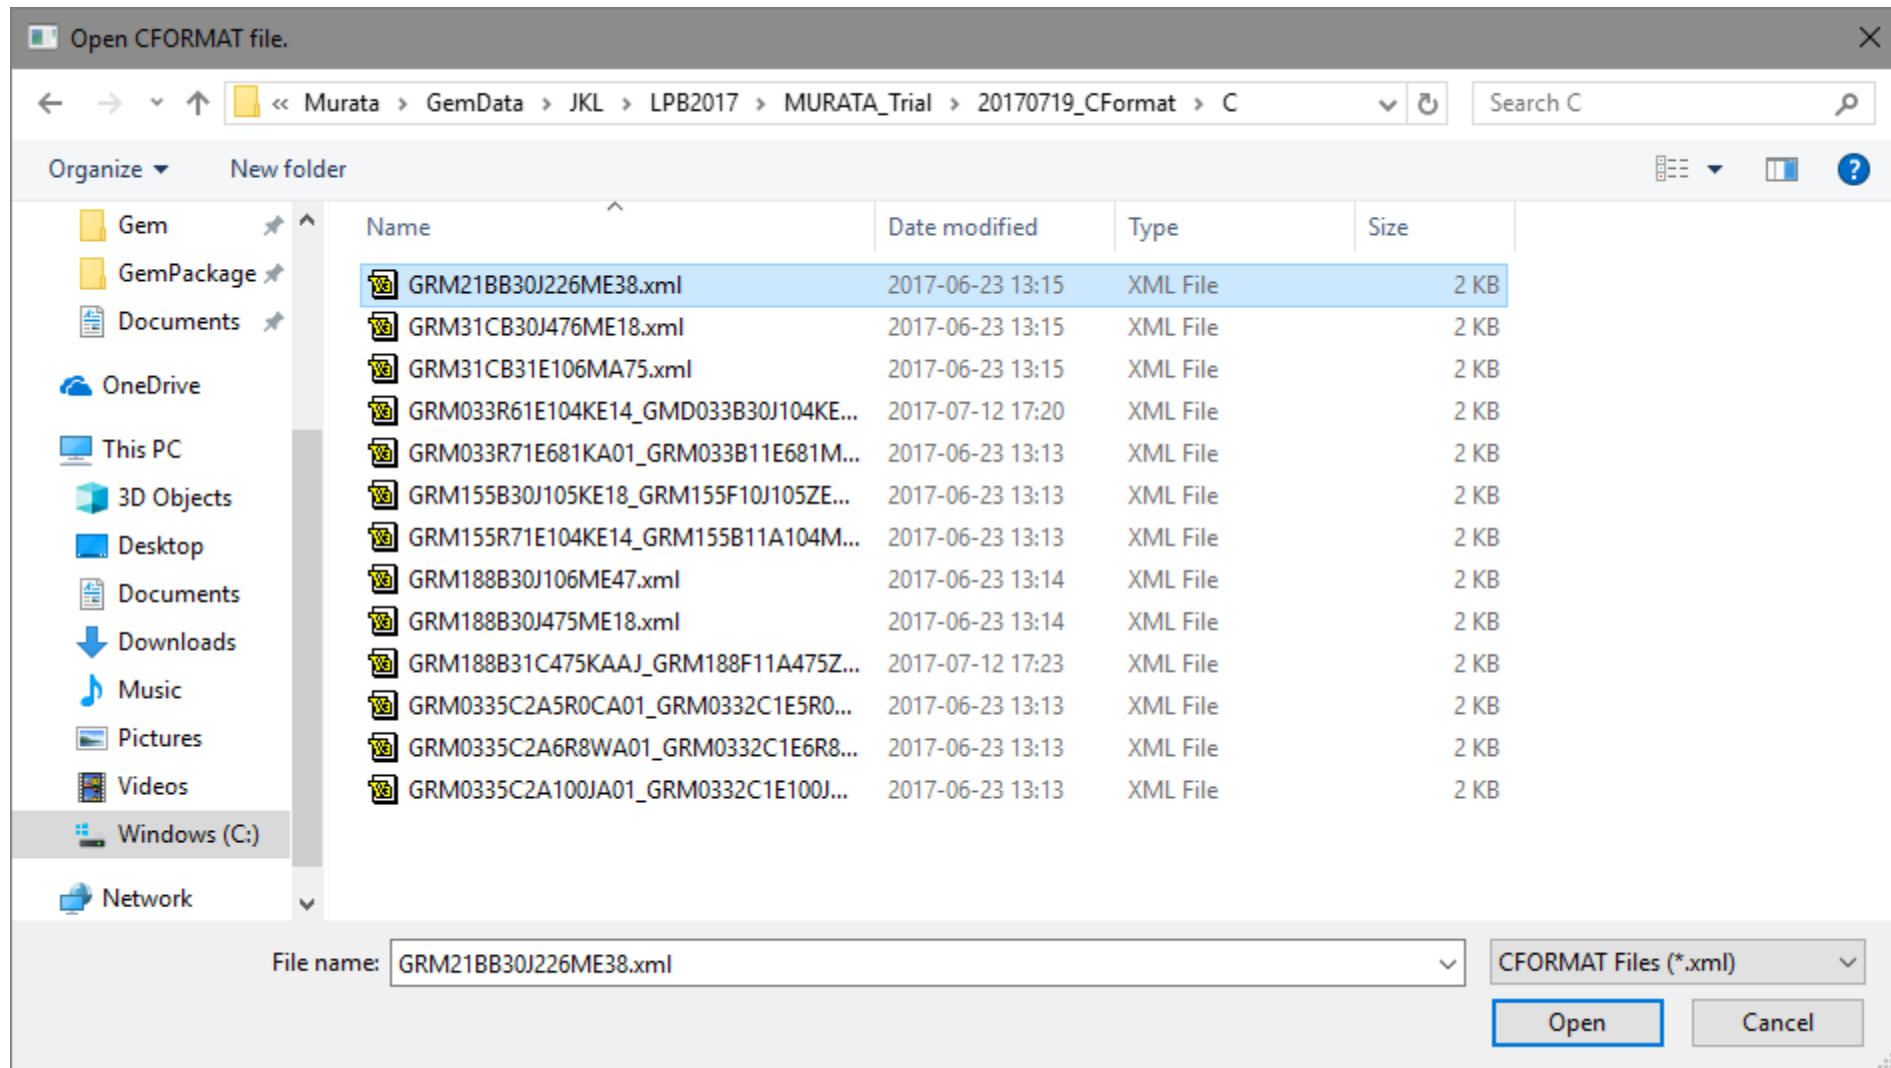 Open CFORMAT file.
« Murata > GemData > JKL > LPB2017 > MURATA_Trial > 20170719_CFormat > C
Search C
Organize
New folder
?
Gem
GemPackage
Documents
OneDrive
This PC
3D Objects
Desktop
Documents
Downloads
Music
Pictures
Videos
Windows (C:)
Network
Name Date modified Type Size
GRM21BB30J226ME38.xml 2017-06-23 13:15 XML File 2 KB
GRM31CB30J476ME18.xml 2017-06-23 13:15 XML File 2 KB
GRM31CB31E106MA75.xml 2017-06-23 13:15 XML File 2 KB
GRM033R61E104KE14_GMD033B30J104KE... 2017-07-12 17:20 XML File 2 KB
GRM033R71E681KA01_GRM033B11E681M... 2017-06-23 13:13 XML File 2 KB
GRM155B30J105KE18_GRM155F10J105ZE... 2017-06-23 13:13 XML File 2 KB
GRM155R71E104KE14_GRM155B11A104M... 2017-06-23 13:13 XML File 2 KB
GRM188B30J106ME47.xml 2017-06-23 13:14 XML File 2 KB
GRM188B30J475ME18.xml 2017-06-23 13:14 XML File 2 KB
GRM188B31C475KAAJ_GRM188F11A475Z... 2017-07-12 17:23 XML File 2 KB
GRM0335C2A5R0CA01_GRM0332C1E5R0... 2017-06-23 13:13 XML File 2 KB
GRM0335C2A6R8WA01_GRM0332C1E6R8... 2017-06-23 13:13 XML File 2 KB
GRM0335C2A100JA01_GRM0332C1E100J... 2017-06-23 13:13 XML File 2 KB
File name: GRM21BB30J226ME38.xml
CFORMAT Files (*.xml)
Open
Cancel